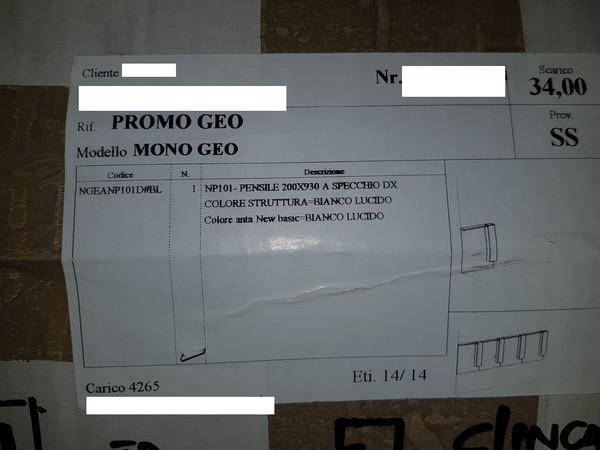 Cliente
Nr.
Scarico
34,00
Rif. PROMO GEO
Prov.
SS
Modello MONO GEO
Codice N. Descrizione
NGEANP101D#BL 1 NP101- PENSILE 200X930 A SPECCHIO DX
COLORE STRUTTURA=BIANCO LUCIDO
Colore anta New basic=BIANCO LUCIDO
Eti. 14/ 14
Carico 4265